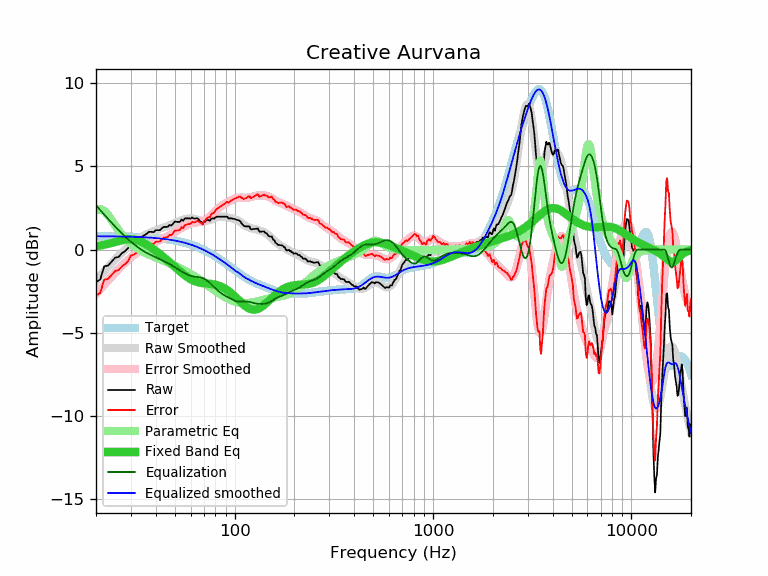 Creative Aurvana
Amplitude (dBr)
10
5
0
−5
−10
−15
Target
Raw Smoothed
Error Smoothed
Raw
Error
Parametric Eq
Fixed Band Eq
Equalization
Equalized smoothed
100
1000
10000
Frequency (Hz)